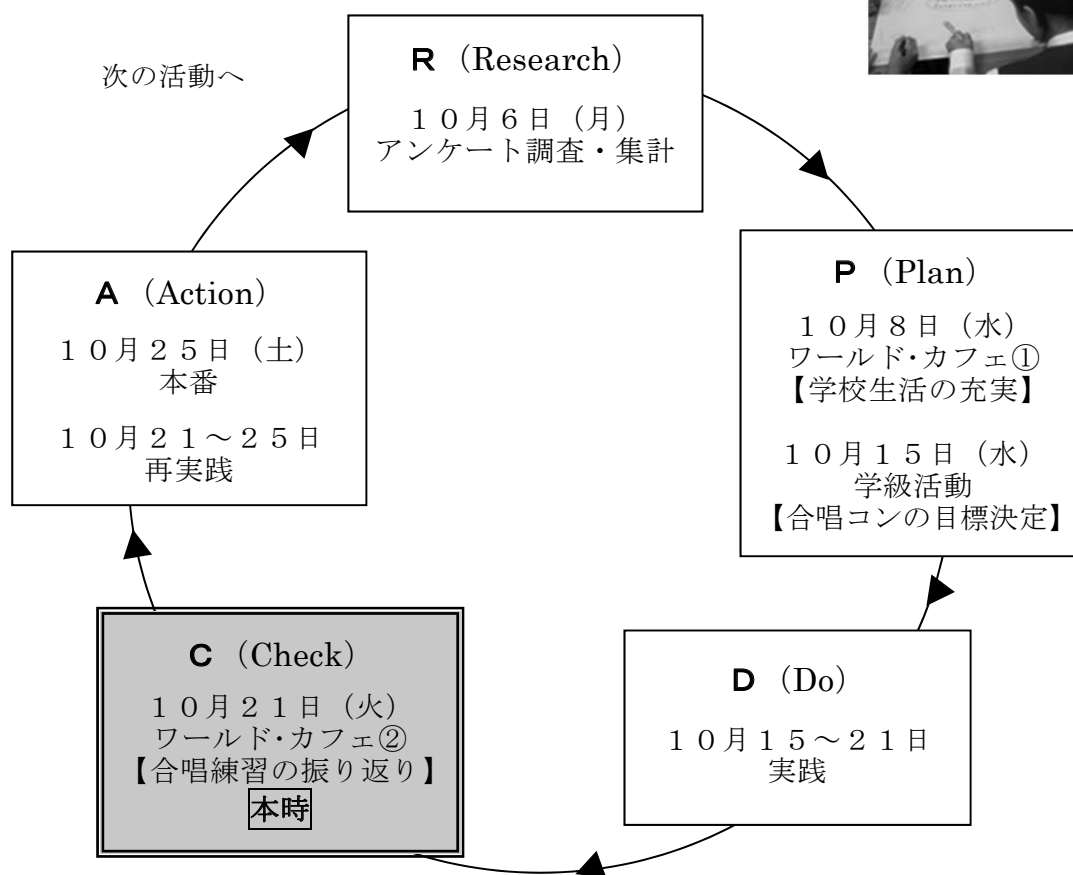 次の活動へ
R（Research）
１０月６日（月）
アンケート調査・集計
P（Plan）
１０月８日（水）
ワールド・カフェ①
【学校生活の充実】
１０月１５日（水）
学級活動
【合唱コンの目標決定】
D（Do）
１０月１５～２１日
実践
C（Check）
１０月２１日（火）
ワールド・カフェ②
【合唱練習の振り返り】
本時
A（Action）
１０月２５日（土）
本番
１０月２１～２５日
再実践